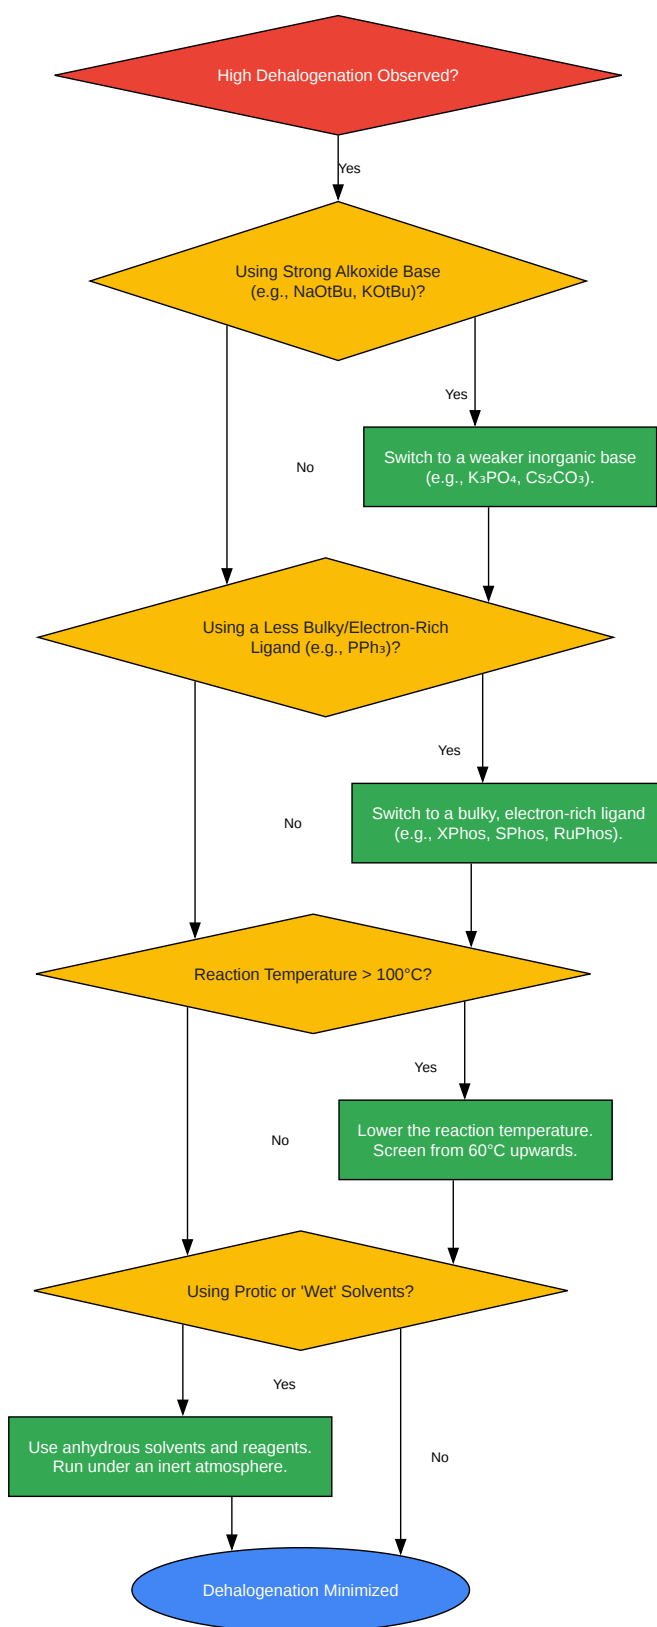 High Dehalogenation Observed?
Yes
Using Strong Alkoxide Base
(e.g., NaOtBu, KOtBu)?
Yes
Switch to a weaker inorganic base
(e.g., K₃PO₄, Cs₂CO₃).
No
Using a Less Bulky/Electron-Rich
Ligand (e.g., PPh₃)?
Yes
Switch to a bulky, electron-rich ligand
(e.g., XPhos, SPhos, RuPhos).
No
Reaction Temperature > 100°C?
Yes
Lower the reaction temperature.
Screen from 60°C upwards.
No
Using Protic or 'Wet' Solvents?
Yes
Use anhydrous solvents and reagents.
Run under an inert atmosphere.
No
Dehalogenation Minimized